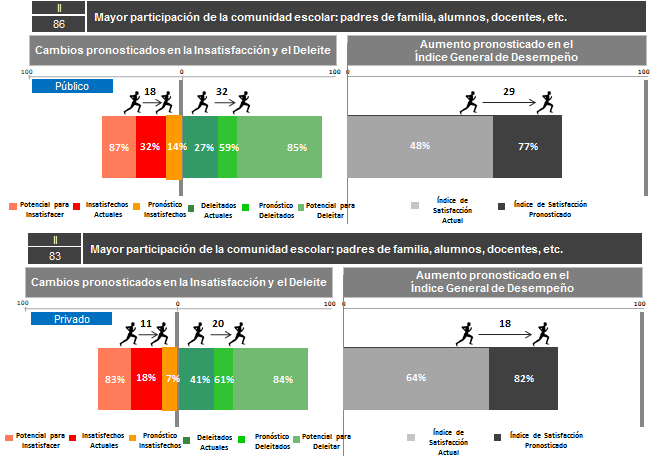 II
86
Mayor participación de la comunidad escolar: padres de familia, alumnos, docentes, etc.
Cambios pronosticados en la Insatisfacción y el Deleite
Aumento pronosticado en el
Índice General de Desempeño
100 0 100 0 100
Público
18 32 29
87% 32% 14% 27% 59% 85% 48% 77%
Potencial para
Insatisfacer
Insatisfechos
Actuales
Pronóstico
Insatisfechos
Deleitados
Actuales
Pronóstico
Deleitados
Potencial para
Deleitar
Índice de
Satisfacción
Actual
Índice de Satisfacción
Pronosticado
II
83
Mayor participación de la comunidad escolar: padres de familia, alumnos, docentes, etc.
Cambios pronosticados en la Insatisfacción y el Deleite
Aumento pronosticado en el
Índice General de Desempeño
100 0 100 0 100
Privado
11 20 18
83% 18% 7% 41% 61% 84% 64% 82%
Potencial para
Insatisfacer
Insatisfechos
Actuales
Pronóstico
Insatisfechos
Deleitados
Actuales
Pronóstico
Deleitados
Potencial para
Deleitar
Índice de
Satisfacción
Actual
Índice de Satisfacción
Pronosticado